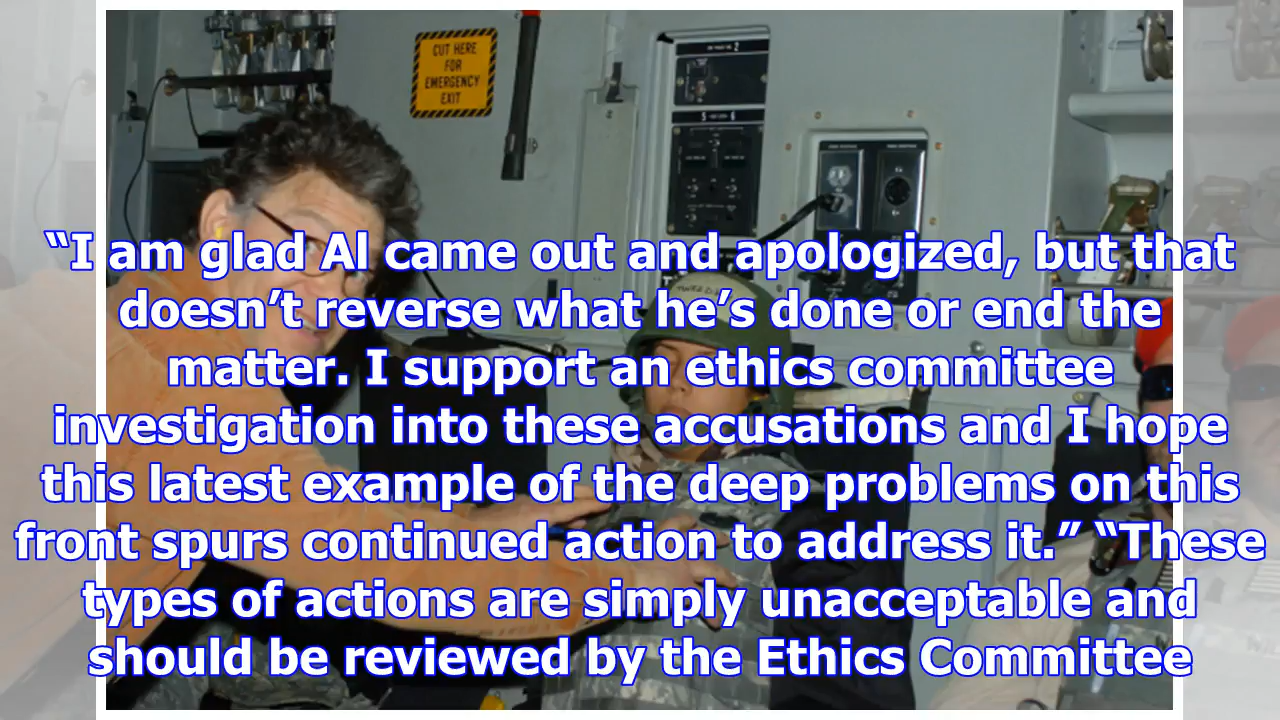 CUT HERE
FOR
EMERGENCY
EXIT
“I am glad Al came out and apologized, but that
doesn’t reverse what he’s done or end the
matter. I support an ethics committee
investigation into these accusations and I hope
this latest example of the deep problems on this
front spurs continued action to address it.” “These
types of actions are simply unacceptable and
should be reviewed by the Ethics Committee